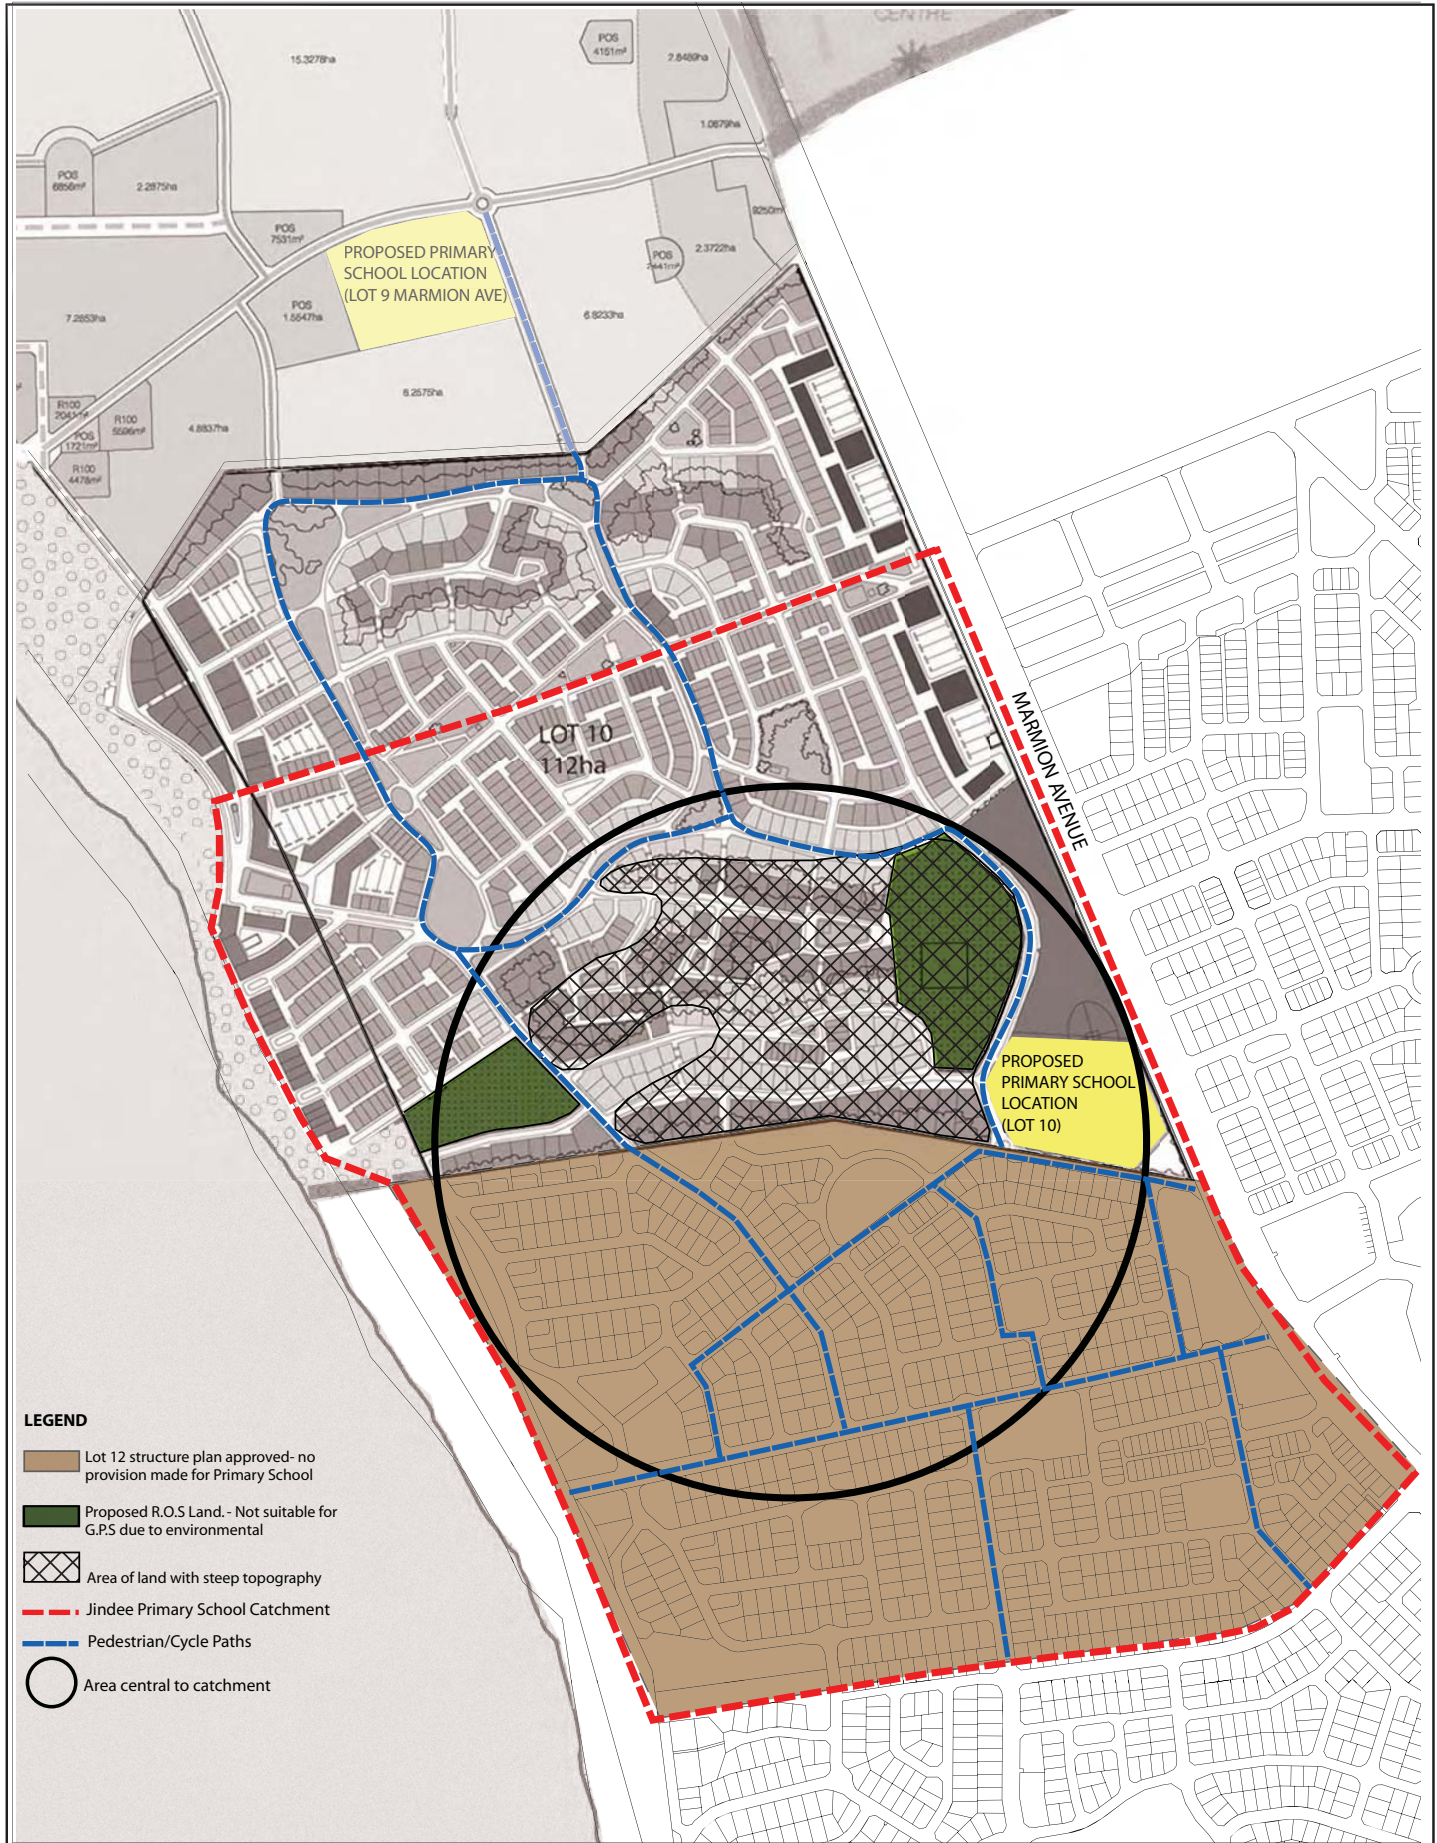 CENTRE
POS
4151m²
15.3278ha
2.8489ha
1.0879ha
POS
6856m²
2.2875ha
9250m²
POS
7531m²
PROPOSED PRIMARY
SCHOOL LOCATION
(LOT 9 MARMION AVE)
POS
2.3722ha
POS
1.5547ha
7.2853ha
6.8233ha
6.2575ha
R100
2041m²
POS
1721m²
R100
5596m²
4.8837ha
R100
4478m²
MARMION AVENUE
LOT 10
112ha
PROPOSED
PRIMARY SCHOOL
LOCATION
(LOT 10)
LEGEND
Lot 12 structure plan approved- no
provision made for Primary School
Proposed R.O.S Land. - Not suitable for
G.P.S due to environmental
Area of land with steep topography
Jindee Primary School Catchment
Pedestrian/Cycle Paths
Area central to catchment